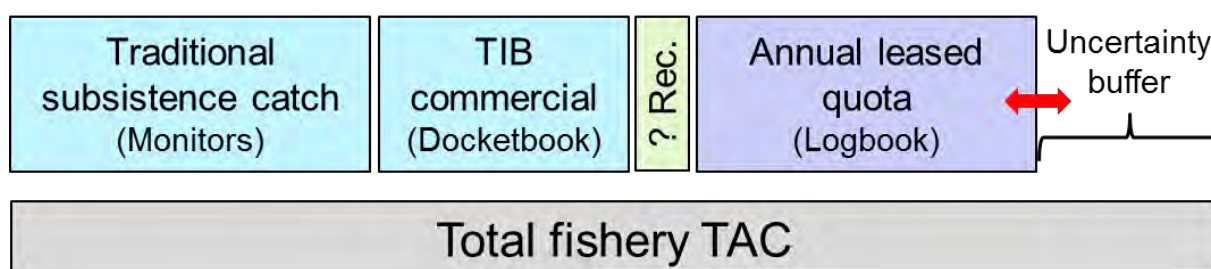 Traditional
subsistence catch
(Monitors)
TIB
commercial
(Docketbook)
? Rec.
Annual leased
quota
(Logbook)
Uncertainty
buffer
Total fishery TAC